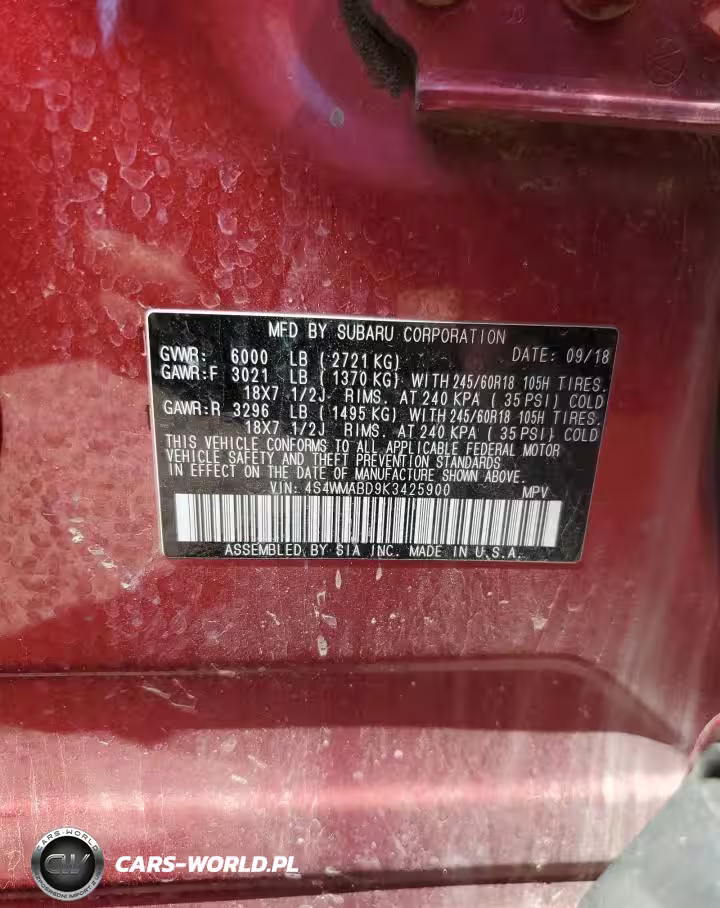 MFD BY SUBARU CORPORATION
GVWR: 6000 LB ( 2721 KG) DATE: 09/18
GAWR:F 3021 LB ( 1370 KG) WITH 245/60R18 105H TIRES.
18X7 1/2J RIMS. AT 240 KPA ( 35 PSI) COLD
GAWR:R 3296 LB ( 1495 KG) WITH 245/60R18 105H TIRES.
18X7 1/2J RIMS. AT 240 KPA ( 35 PSI) COLD
THIS VEHICLE CONFORMS TO ALL APPLICABLE FEDERAL MOTOR
VEHICLE SAFETY AND THEFT PREVENTION STANDARDS
IN EFFECT ON THE DATE OF MANUFACTURE SHOWN ABOVE.
VIN: 4S4WMABD9K3425900 MPV
ASSEMBLED BY SIA INC. MADE IN U.S.A.
CARS-WORLD
CW
CARS-WORLD.PL